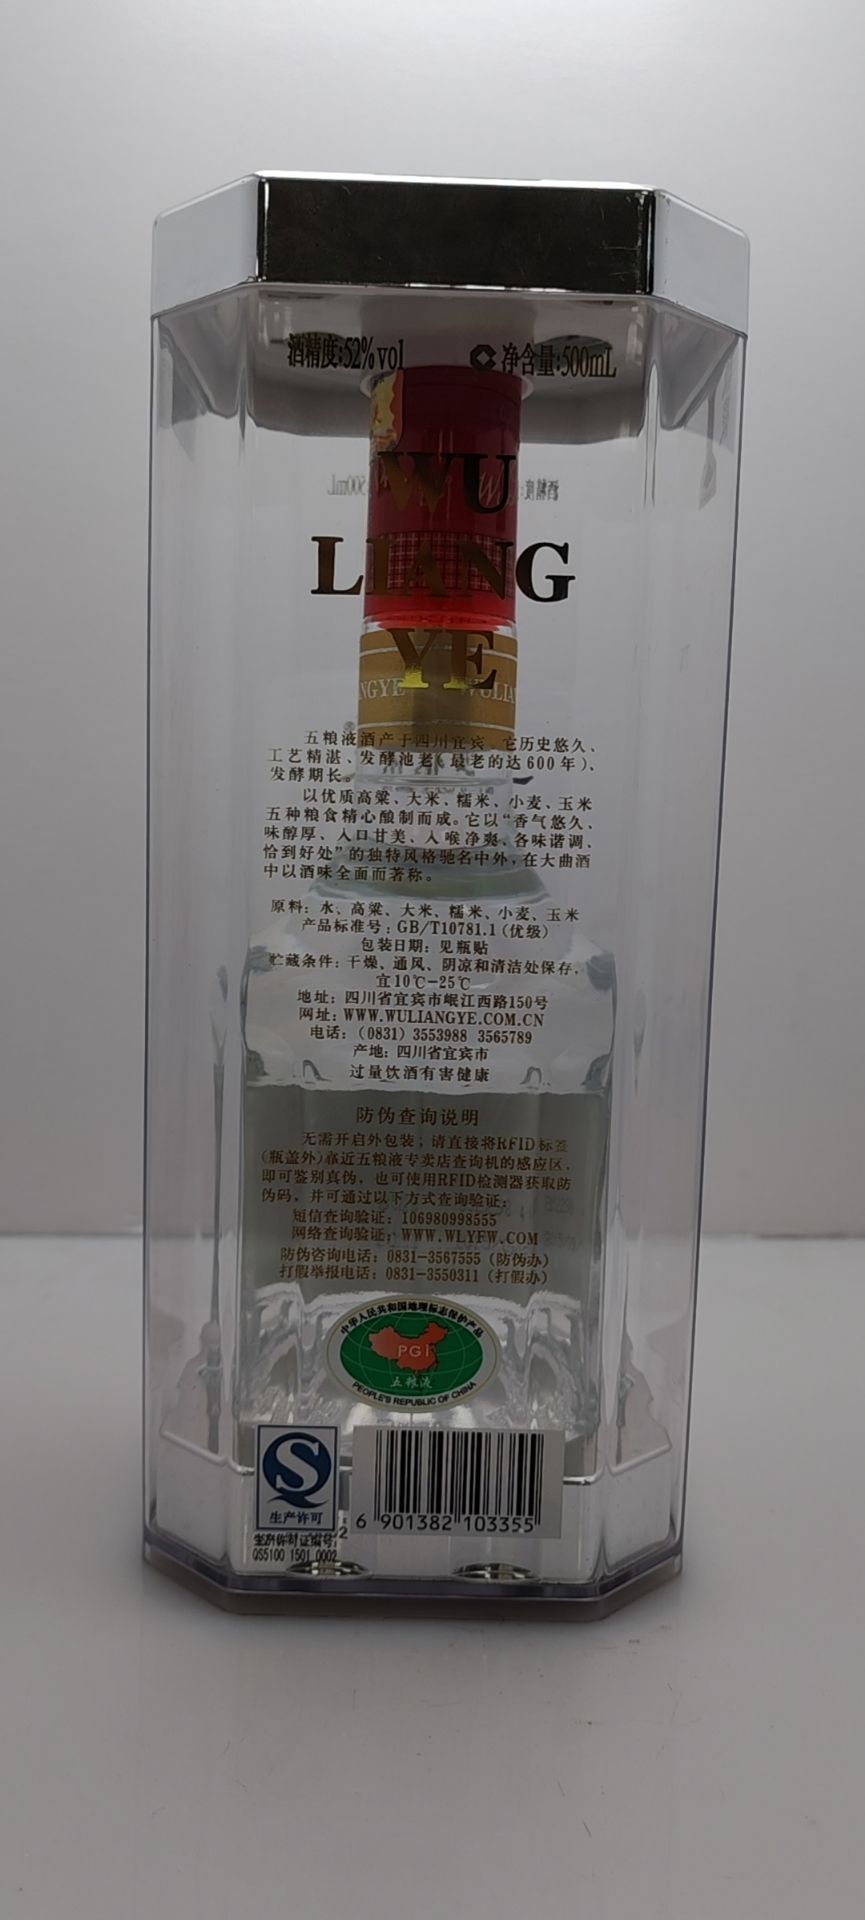 酒精度:52%vol 净含量:500mL
WU
LIANG
YE
五粮液酒产于四川宜宾,它历史悠久、
工艺精湛、发酵池老(最老的达600年)、
发酵期长。
以优质高粱、大米、糯米、小麦、玉米
五种粮食精心酿制而成。它以“香气悠久、
味醇厚、入口甘美、入喉净爽、各味谐调、
恰到好处”的独特风格驰名中外,在大曲酒
中以酒味全面而著称。
原料: 水、高粱、大米、糯米、小麦、玉米
产品标准号: GB/T10781.1(优级)
包装日期: 见瓶贴
贮藏条件: 干燥、通风、阴凉和清洁处保存,
宜10℃-25℃
地址: 四川省宜宾市岷江西路150号
网址: WWW.WULIANGYE.COM.CN
电话: (0831) 3553988 3565789
产地: 四川省宜宾市
过量饮酒有害健康
防伪查询说明
无需开启外包装; 请直接将RFID标签
(瓶盖外)靠近五粮液专卖店查询机的感应区,
即可鉴别真伪, 也可使用RFID检测器获取防
伪码, 并可通过以下方式查询验证:
短信查询验证: 106980998555
网络查询验证: WWW.WLYFW.COM
防伪咨询电话: 0831-3567555 (防伪办)
打假举报电话: 0831-3550311 (打假办)
中华人民共和国地理标志保护产品
PGI
五粮液
PEOPLE'S REPUBLIC OF CHINA
S
生产许可
生产许可证编号:
QS5100 1501 0002
6 901382 103355